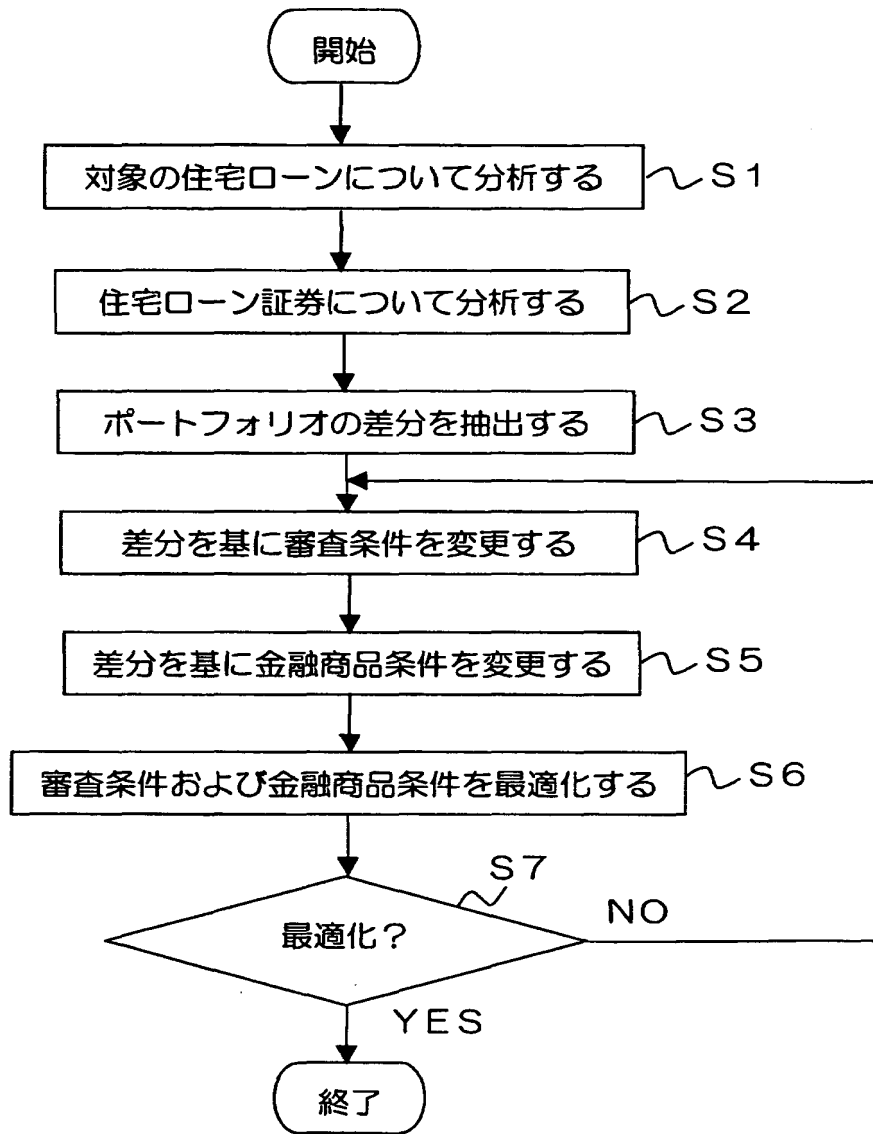 開始
対象の住宅ローンについて分析する
S1
住宅ローン証券について分析する
S2
ポートフォリオの差分を抽出する
S3
差分を基に審査条件を変更する
S4
差分を基に金融商品条件を変更する
S5
審査条件および金融商品条件を最適化する
S6
S7
最適化?
NO
YES
終了